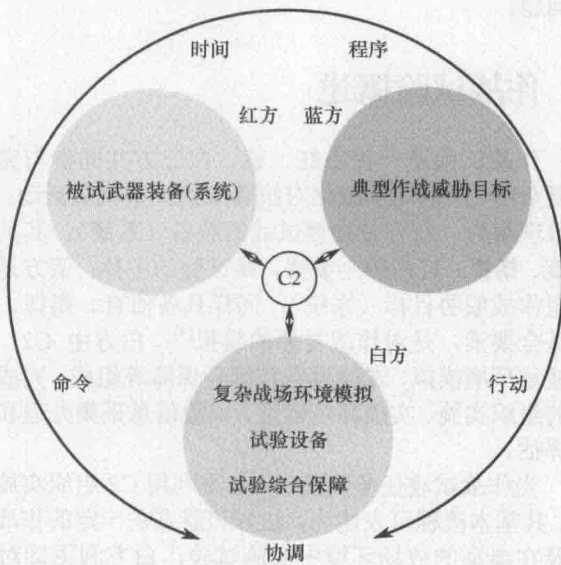 时间
程序
红方
蓝方
被试武器装备(系统)
典型作战威胁目标
C2
白方
命令
复杂战场环境模拟
行动
试验设备
试验综合保障
协调